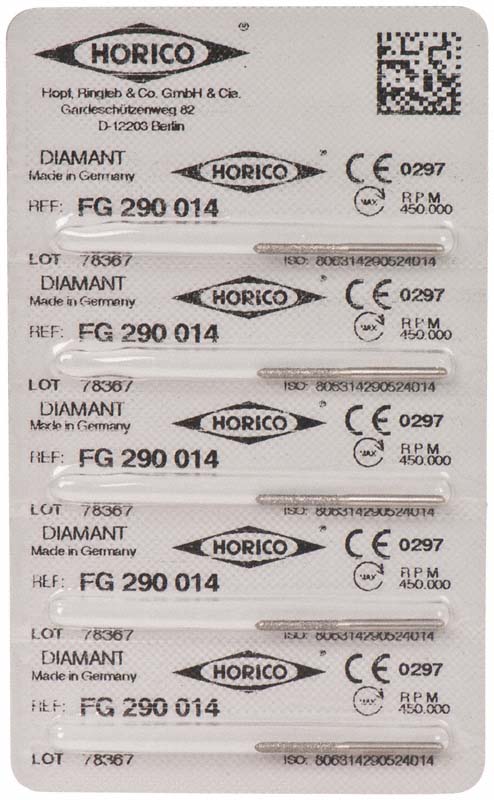 HORICO ®
Hopf, Ringleb & Co. GmbH & Cie.
Gardeschützenweg 82
D-12203 Berlin
DIAMANT
Made in Germany
HORICO ®
CE 0297
REF: FG 290 014
MAX
RPM
450.000
LOT 78367
ISO: 806314290524014
DIAMANT
Made in Germany
HORICO ®
CE 0297
REF: FG 290 014
MAX
RPM
450.000
LOT 78367
ISO: 806314290524014
DIAMANT
Made in Germany
HORICO ®
CE 0297
REF: FG 290 014
MAX
RPM
450.000
LOT 78367
ISO: 806314290524014
DIAMANT
Made in Germany
HORICO ®
CE 0297
REF: FG 290 014
MAX
RPM
450.000
LOT 78367
ISO: 806314290524014
DIAMANT
Made in Germany
HORICO ®
CE 0297
REF: FG 290 014
MAX
RPM
450.000
LOT 78367
ISO: 806314290524014